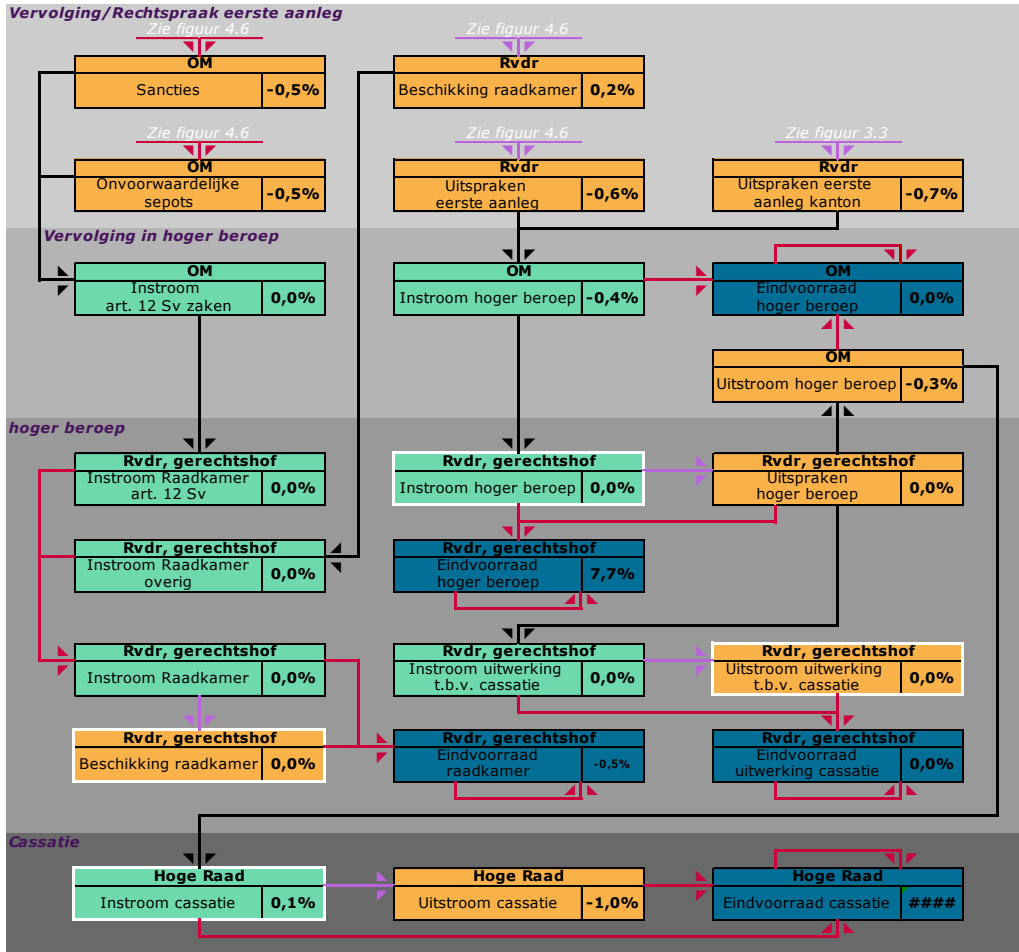 Vervolging/Rechtspraak eerste aanleg
Zie figuur 4.6
Zie figuur 4.6
OM
Sancties
-0,5%
Rvdr
Beschikking raadkamer
0,2%
Zie figuur 4.6
Zie figuur 4.6
Zie figuur 3.3
OM
Onvoorwaardelijke
sepots
-0,5%
Rvdr
Uitspraken
eerste aanleg
-0,6%
Rvdr
Uitspraken eerste
aanleg kanton
-0,7%
Vervolging in hoger beroep
OM
Instroom
art. 12 Sv zaken
0,0%
OM
Instroom hoger beroep
-0,4%
OM
Eindvoorraad
hoger beroep
0,0%
OM
Uitstroom hoger beroep
-0,3%
hoger beroep
Rvdr, gerechtshof
Instroom Raadkamer
art. 12 Sv
0,0%
Rvdr, gerechtshof
Instroom hoger beroep
0,0%
Rvdr, gerechtshof
Uitspraken
hoger beroep
0,0%
Rvdr, gerechtshof
Instroom Raadkamer
overig
0,0%
Rvdr, gerechtshof
Eindvoorraad
hoger beroep
7,7%
Rvdr, gerechtshof
Instroom Raadkamer
0,0%
Rvdr, gerechtshof
Instroom uitwerking
t.b.v. cassatie
0,0%
Rvdr, gerechtshof
Uitstroom uitwerking
t.b.v. cassatie
0,0%
Rvdr, gerechtshof
Beschikking raadkamer
0,0%
Rvdr, gerechtshof
Eindvoorraad
raadkamer
-0,5%
Rvdr, gerechtshof
Eindvoorraad
uitwerking cassatie
0,0%
Cassatie
Hoge Raad
Instroom cassatie
0,1%
Hoge Raad
Uitstroom cassatie
-1,0%
Hoge Raad
Eindvoorraad cassatie
####